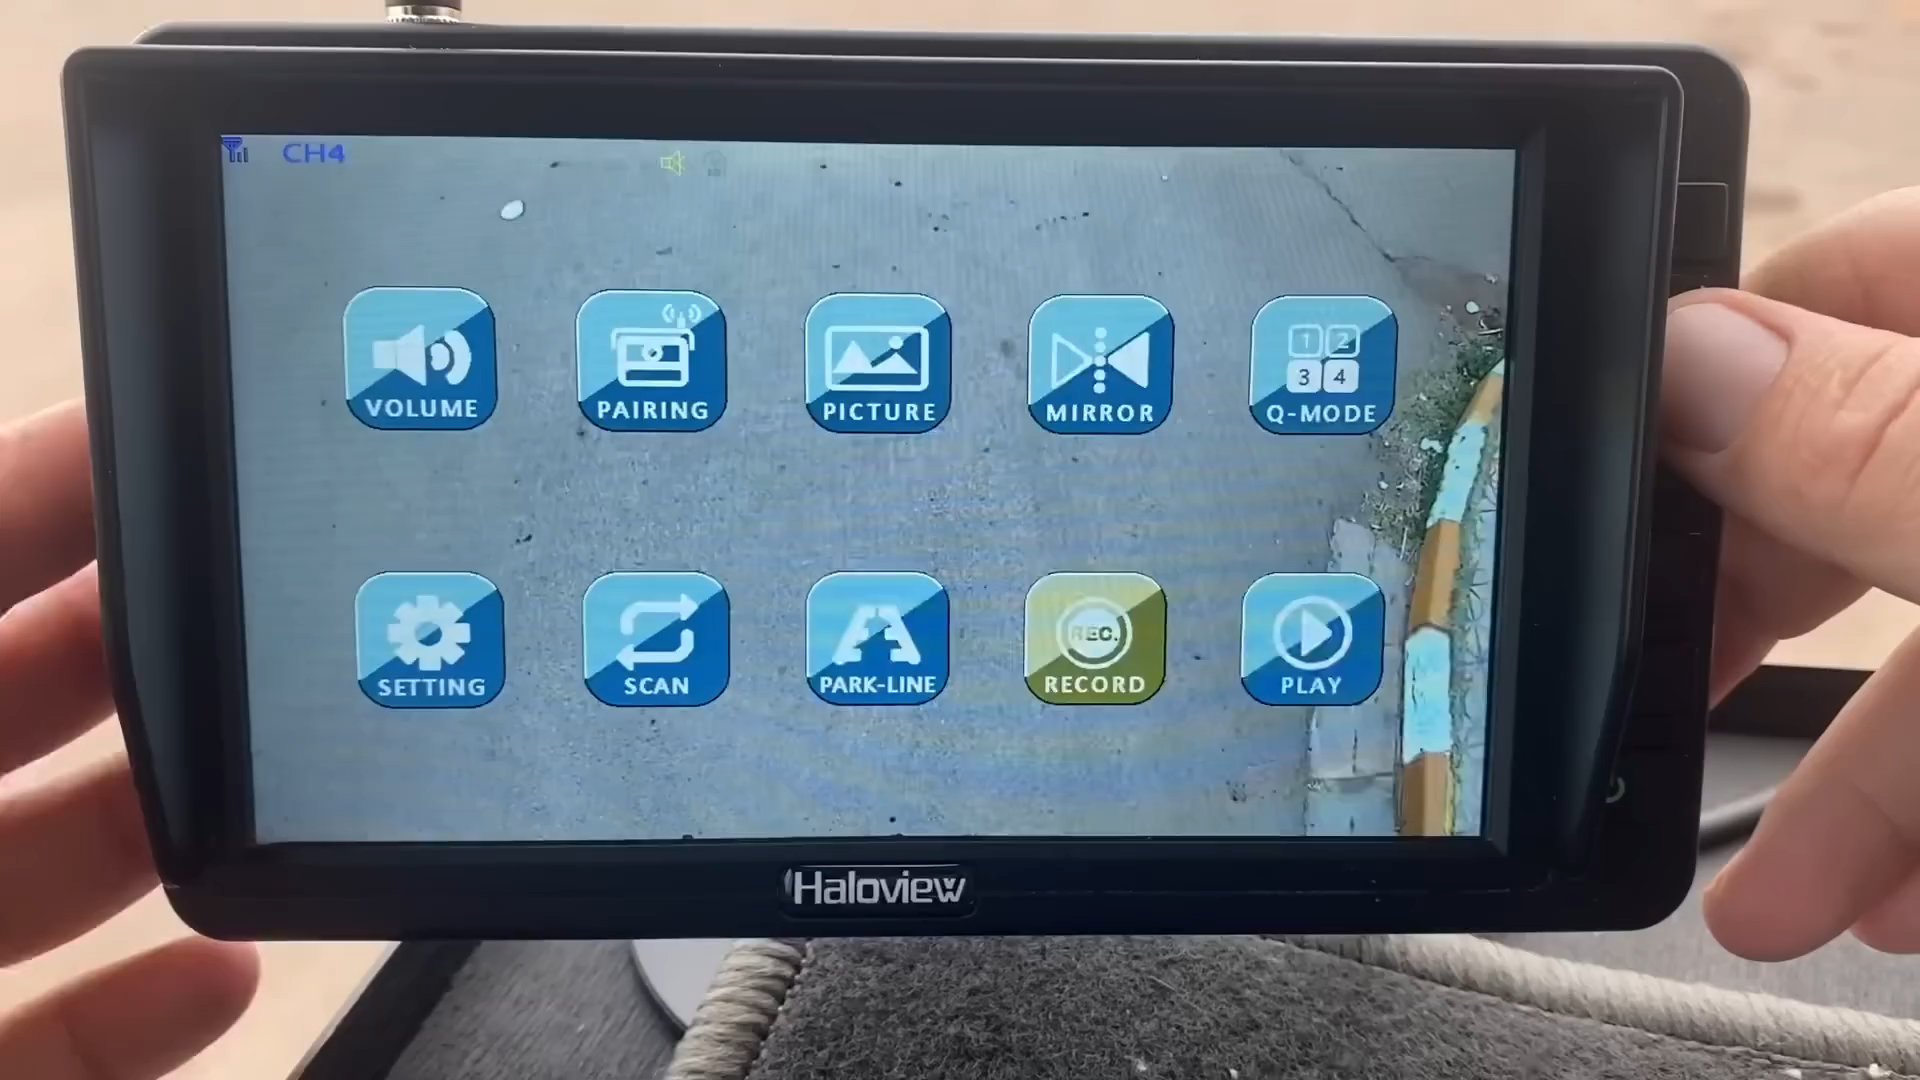 CH4
VOLUME
PAIRING
PICTURE
MIRROR
1 2
3 4
Q-MODE
SETTING
SCAN
PARK-LINE
REC.
RECORD
PLAY
Haloview